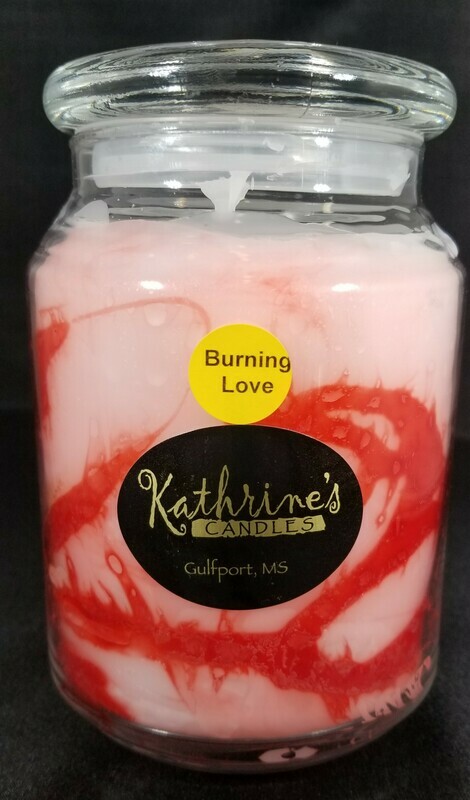 Burning
Love
Kathrine's
CANDLES
Gulfport, MS